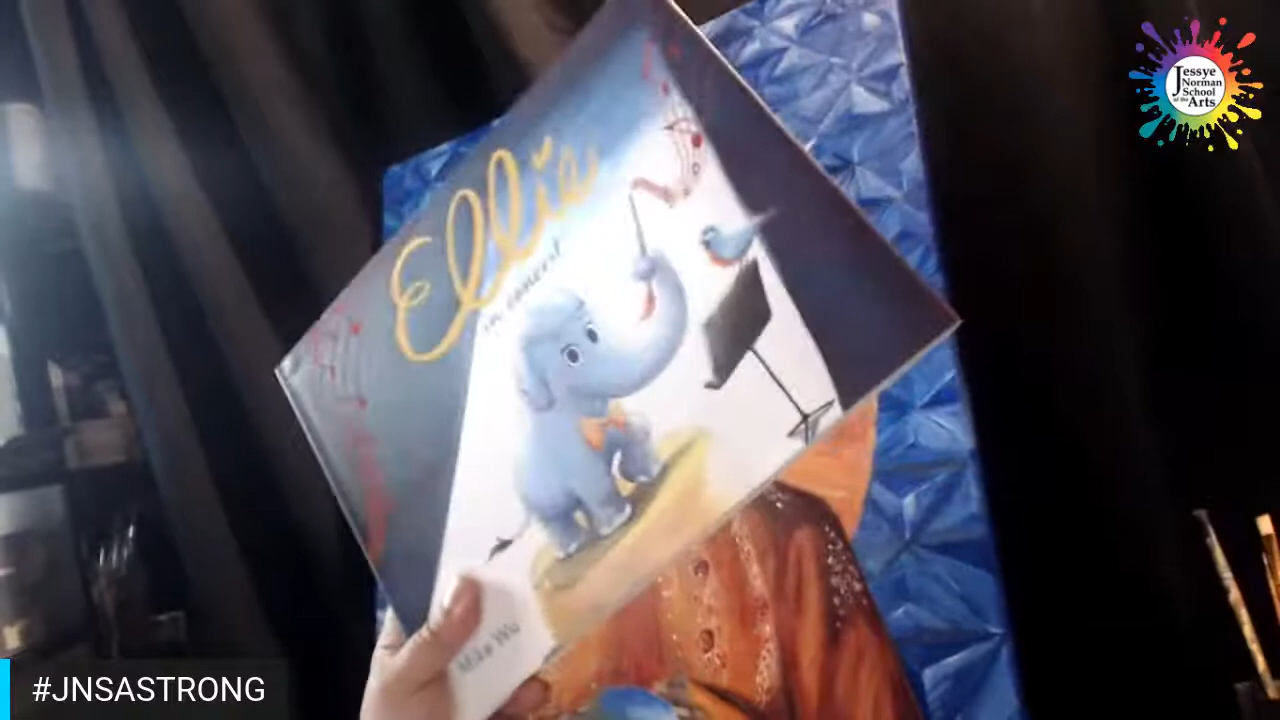 Ellie
in concert
Mike Wu
Jessye
Norman
School
of the
Arts
#JNSASTRONG